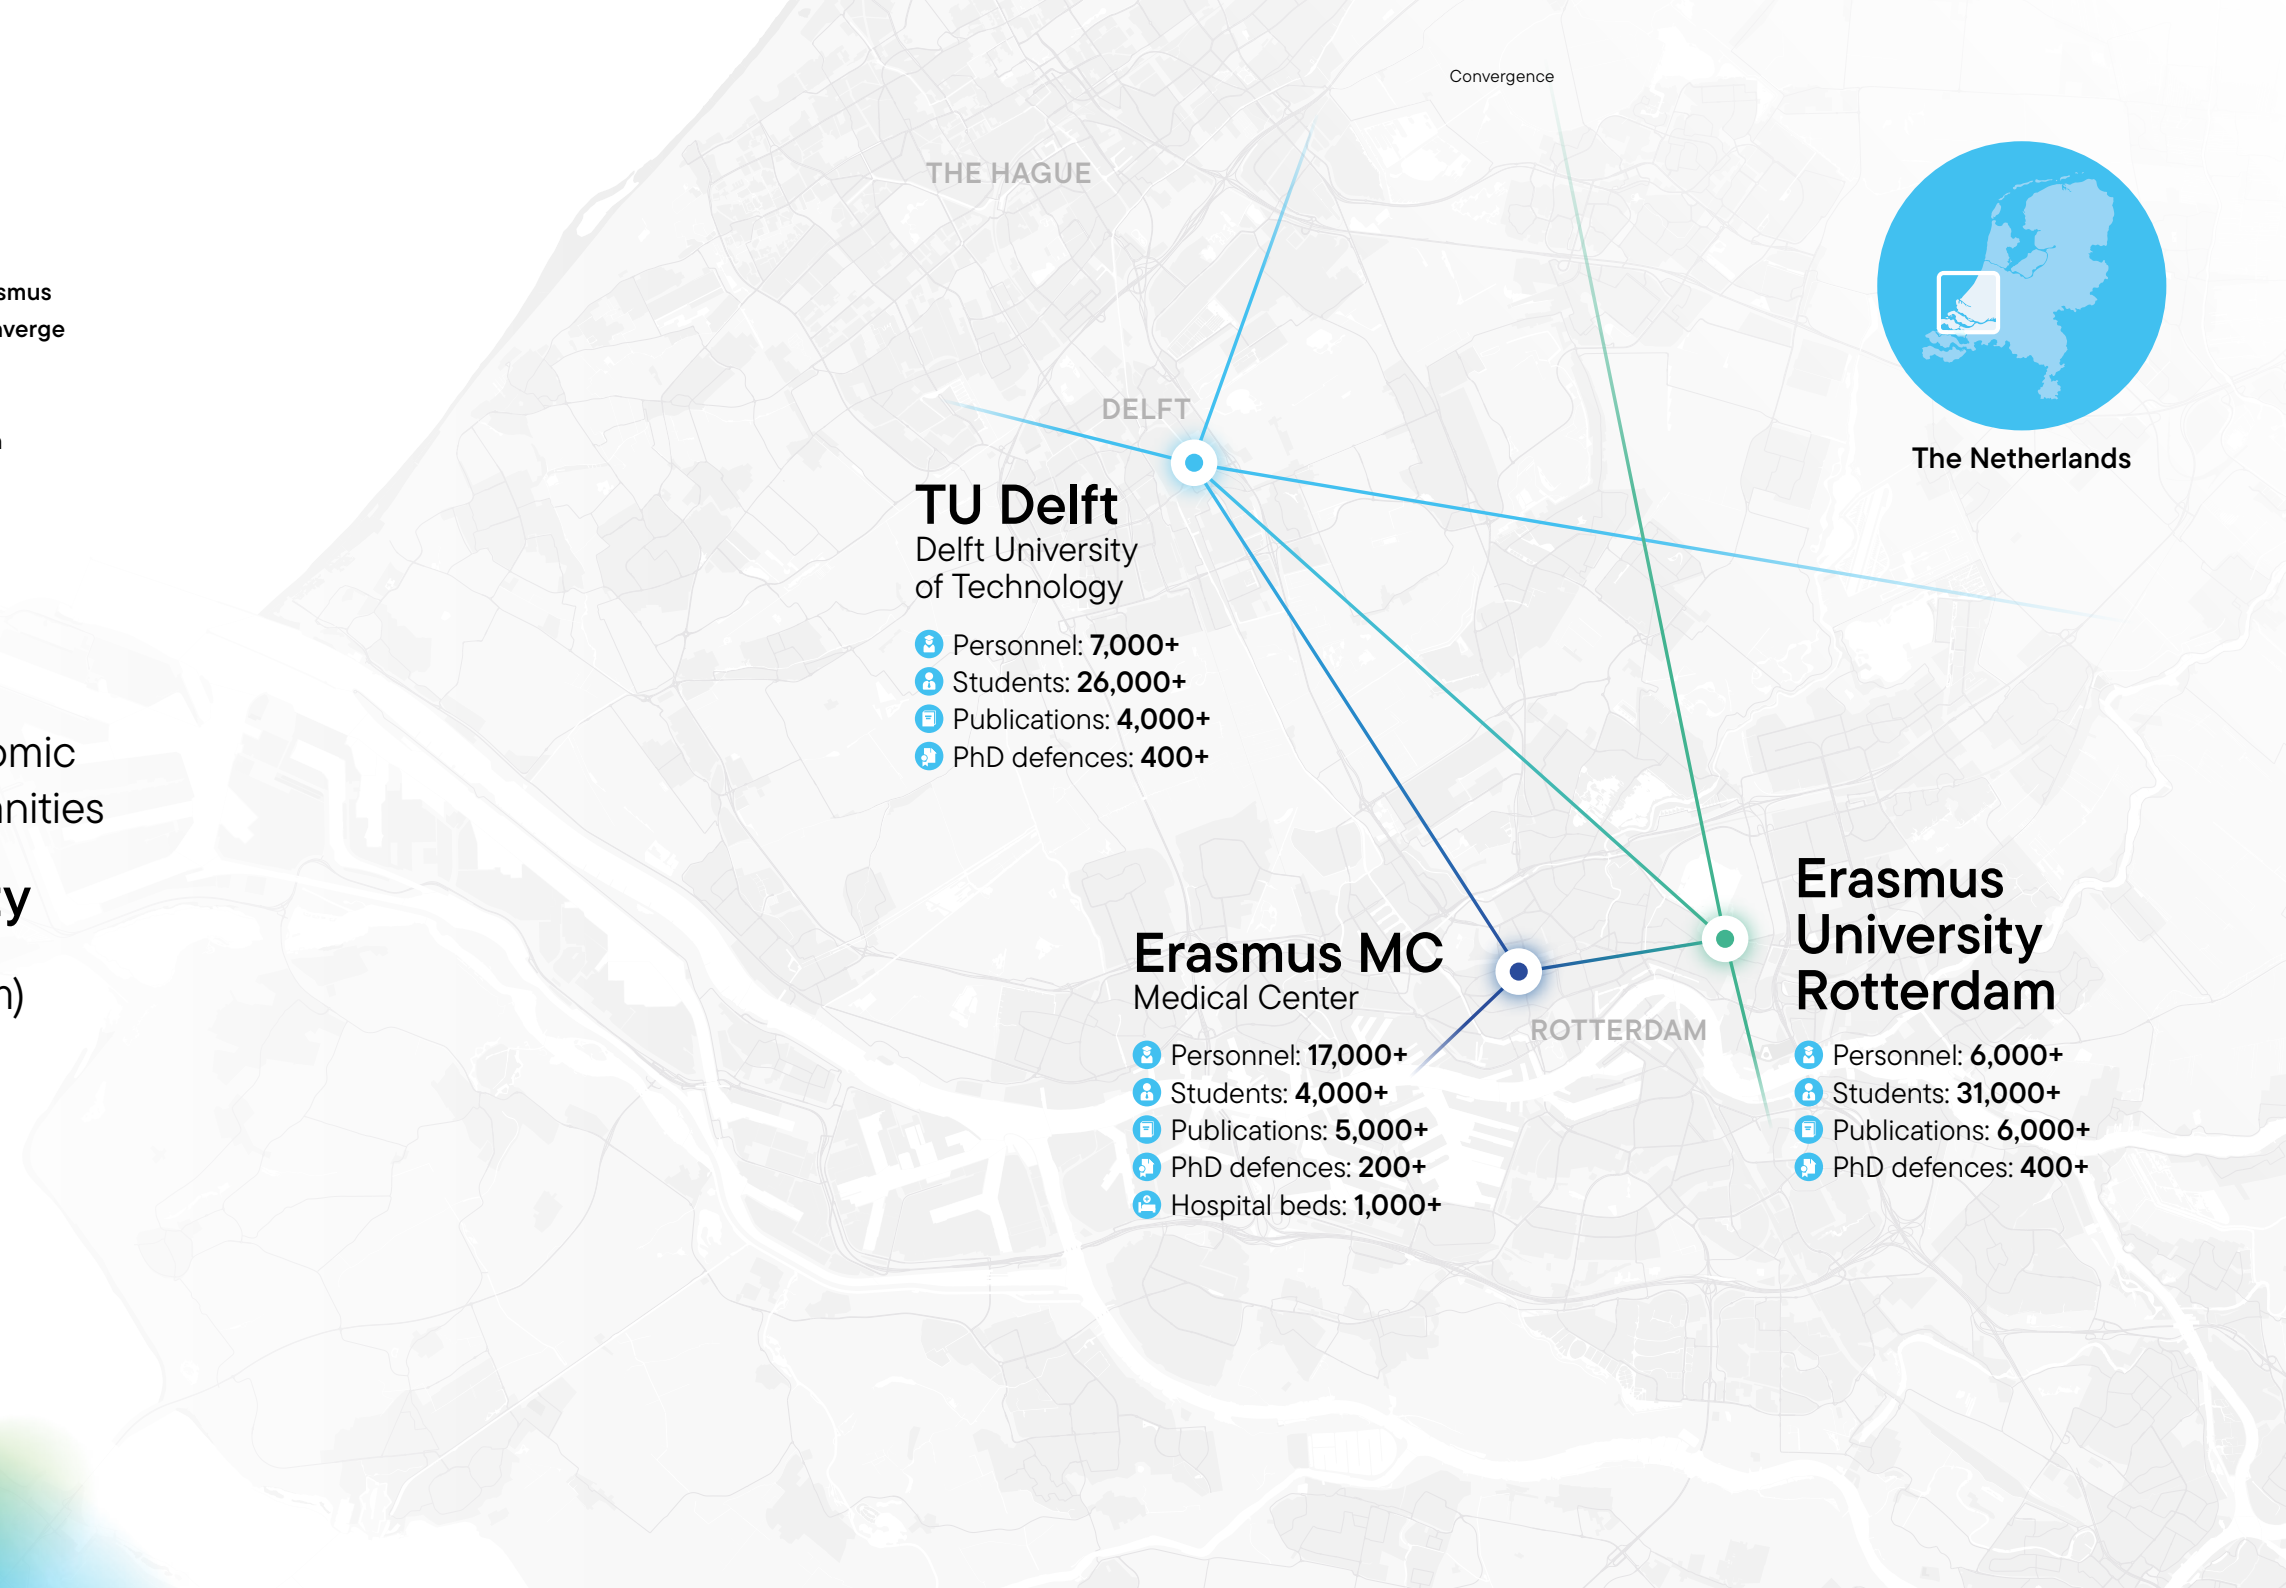 Convergence
THE HAGUE
DELFT
The Netherlands
TU Delft
Delft University
of Technology
Personnel: 7,000+
Students: 26,000+
Publications: 4,000+
PhD defences: 400+
Erasmus MC
Medical Center
Personnel: 17,000+
Students: 4,000+
Publications: 5,000+
PhD defences: 200+
Hospital beds: 1,000+
ROTTERDAM
Erasmus
University
Rotterdam
Personnel: 6,000+
Students: 31,000+
Publications: 6,000+
PhD defences: 400+